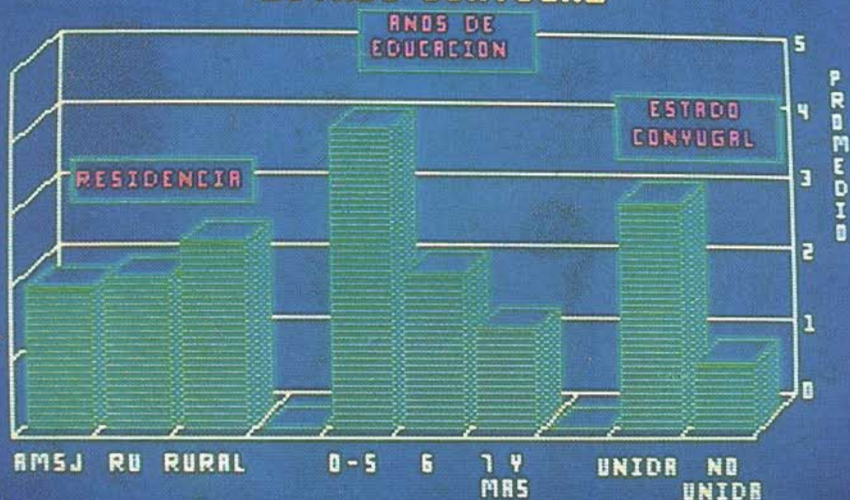 ANOS DE
EDUCACION
5
4
ESTADO
CONYUGAL
PROMEDIO
RESIDENCIA
3
2
1
0
AMSJ RU RURAL 0-5 6 7 Y MAS UNIDA NO UNIDA